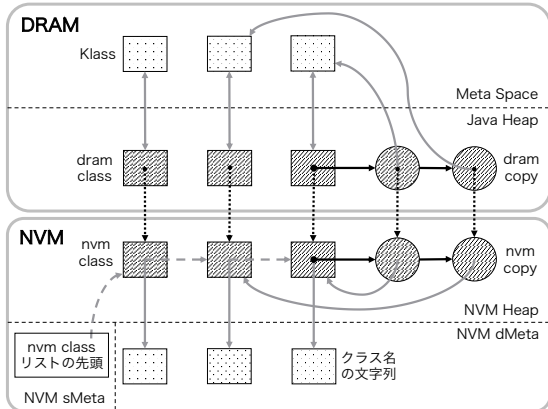 DRAM
Klass
Meta Space
Java Heap
dram
class
dram
copy
NVM
nvm
class
nvm
copy
NVM Heap
NVM dMeta
nvm class
リストの先頭
クラス名
の文字列
NVM sMeta